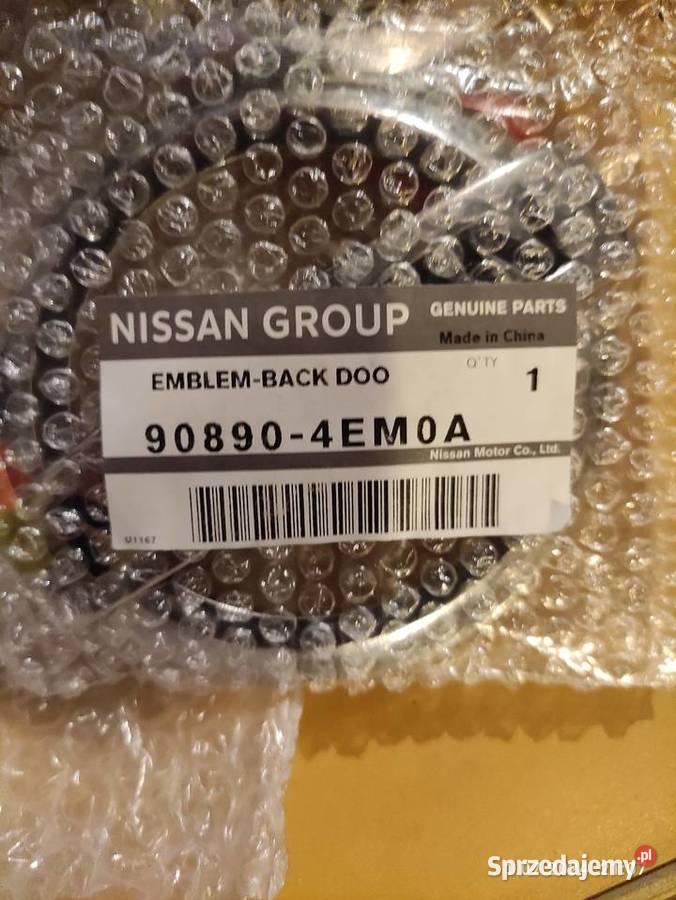 NISSAN GROUP
GENUINE PARTS
Made in China
EMBLEM-BACK DOO
Q'TY
1
90890-4EM0A
Nissan Motor Co., Ltd.
U1167
Sprzedajemy.pl